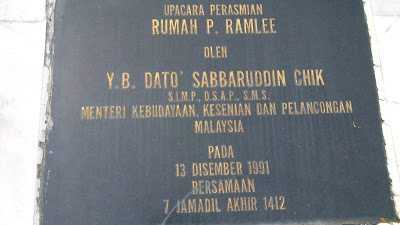 UPACARA PERASMIAN
RUMAH P. RAMLEE
OLEH
Y.B. DATO' SABBARUDDIN CHIK
S.I.M.P., D.S.A.P., S.M.S.
MENTERI KEBUDAYAAN, KESENIAN DAN PELANCONGAN
MALAYSIA
PADA
13 DISEMBER 1991
BERSAMAAN
7 JAMADIL AKHIR 1412